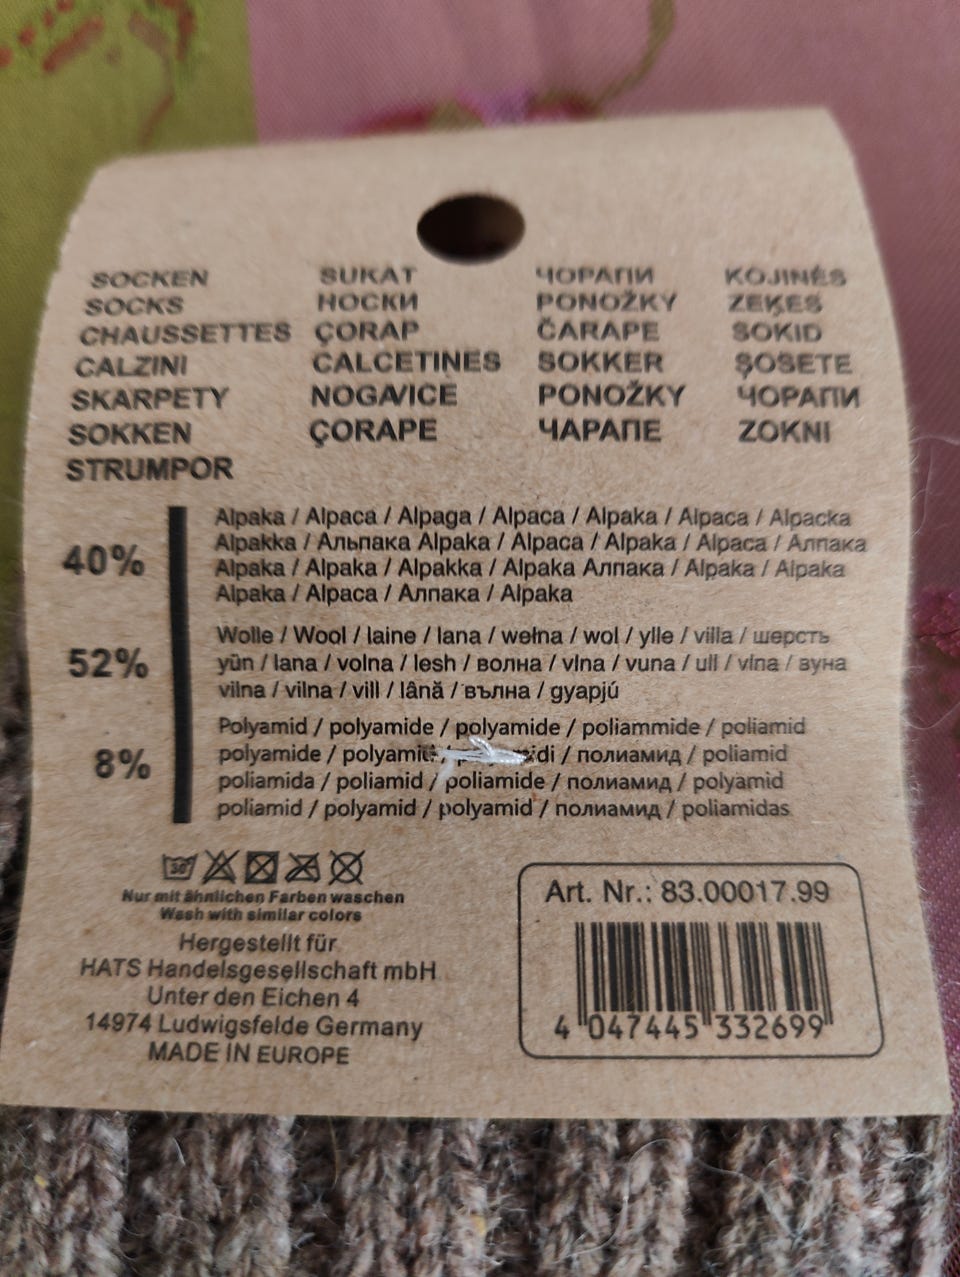 SOCKEN SUKAT ЧОРАПИ KOJINĖS
SOCKS НОСКИ PONOŽKY ZEĶES
CHAUSSETTES ÇORAP ČARAPE SOKID
CALZINI CALCETINES SOKKER ŞOSETE
SKARPETY NOGAVICE PONOŽKY ЧОРАПИ
SOKKEN ÇORAPE ЧАРАПЕ ZOKNI
STRUMPOR
40%
Alpaka / Alpaca / Alpaga / Alpaca / Alpaka / Alpaca / Alpacka
Alpakka / Альпака Alpaka / Alpaca / Alpaka / Alpaca / Алпака
Alpaka / Alpaka / Alpakka / Alpaka Алпака / Alpaka / Alpaka
Alpaka / Alpaca / Алпака / Alpaka
52%
Wolle / Wool / laine / lana / wełna / wol / ylle / villa / шерсть
yün / lana / volna / lesh / волна / vlna / vuna / ull / vlna / вуна
vilna / vilna / vill / lână / вълна / gyapjú
8%
Polyamid / polyamide / polyamide / poliammide / poliamid
polyamide / / полиамид / poliamid
poliamida / poliamid / poliamide / полиамид / polyamid
poliamid / polyamid / polyamid / полиамид / poliamidas
30
Nur mit ähnlichen Farben waschen
Wash with similar colors
Hergestellt für
HATS Handelsgesellschaft mbH
Unter den Eichen 4
14974 Ludwigsfelde Germany
MADE IN EUROPE
Art. Nr.: 83.00017.99
4 047445 332699